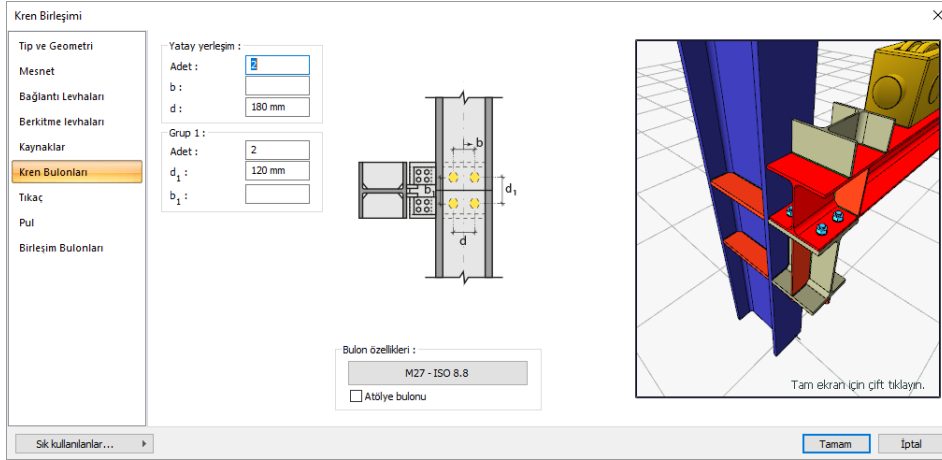 Kren Birleşimi
Tip ve Geometri
Mesnet
Bağlantı Levhaları
Berkitme levhaları
Kaynaklar
Kren Bulonları
Tıkaç
Pul
Birleşim Bulonları
Yatay yerleşim :
Adet : 2
b :
d : 180 mm
Grup 1 :
Adet : 2
d1 : 120 mm
b1 :
b
b1
d1
d
Bulon özellikleri :
M27 - ISO 8.8
Atölye bulonu
Tam ekran için çift tıklayın.
Sık kullanılanlar...
Tamam
İptal